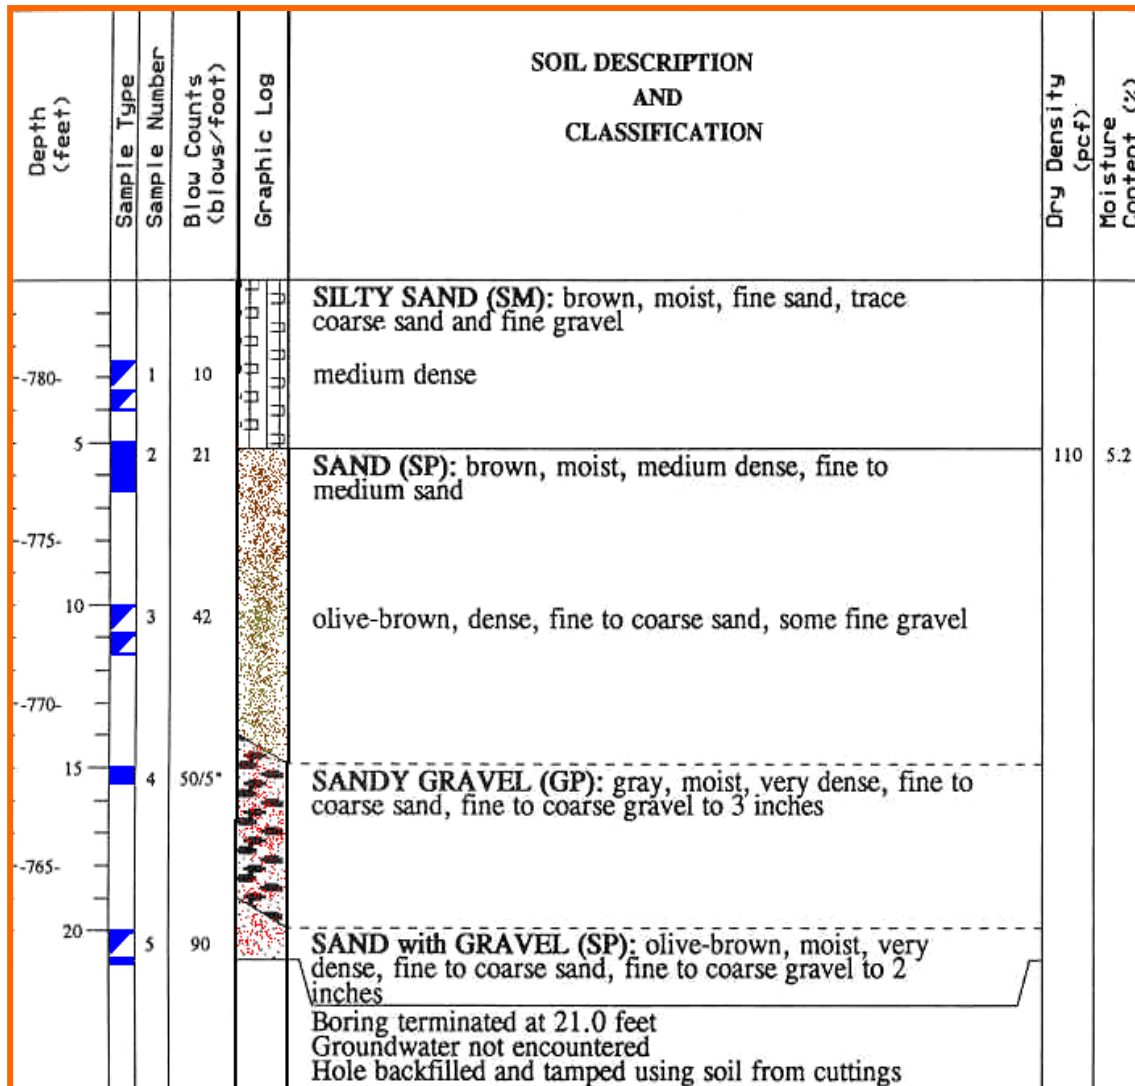 Depth
(feet)
Sample Type
Sample Number
Blow Counts
(blows/foot)
Graphic Log
SOIL DESCRIPTION
AND
CLASSIFICATION
Dry Density
(pcf)
Moisture
Content (%)
SILTY SAND (SM): brown, moist, fine sand, trace
coarse sand and fine gravel
-780-
1
10
medium dense
5
2
21
110
5.2
SAND (SP): brown, moist, medium dense, fine to
medium sand
-775-
10
3
42
olive-brown, dense, fine to coarse sand, some fine gravel
-770-
15
4
50/5"
SANDY GRAVEL (GP): gray, moist, very dense, fine to
coarse sand, fine to coarse gravel to 3 inches
-765-
20
5
90
SAND with GRAVEL (SP): olive-brown, moist, very
dense, fine to coarse sand, fine to coarse gravel to 2
inches
Boring terminated at 21.0 feet
Groundwater not encountered
Hole backfilled and tamped using soil from cuttings